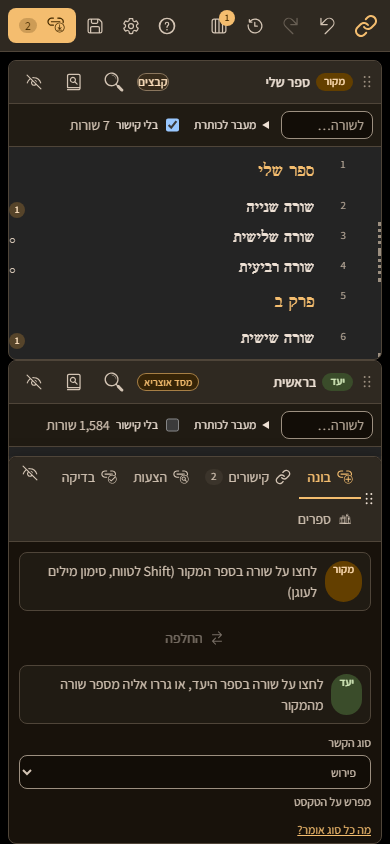 2
1
מקור
ספר שלי
קבצים
לשורה...
מעבר לכותרת
בלי קישור
7 שורות
1 ספר שלי
2 שורה שנייה 1
3 שורה שלישית
4 שורה רביעית
5 פרק ב
6 שורה שישית 1
יעד
בראשית
מסד אוצריא
לשורה...
מעבר לכותרת
בלי קישור
1,584 שורות
בונה
קישורים 2
הצעות
בדיקה
ספרים
מקור
לחצו על שורה בספר המקור (Shift לטווח, סימון מילים
לעוגן)
החלפה
יעד
לחצו על שורה בספר היעד, או גררו אליה מספר שורה
מהמקור
סוג הקשר
פירוש
מפרש על הטקסט
מה כל סוג אומר?